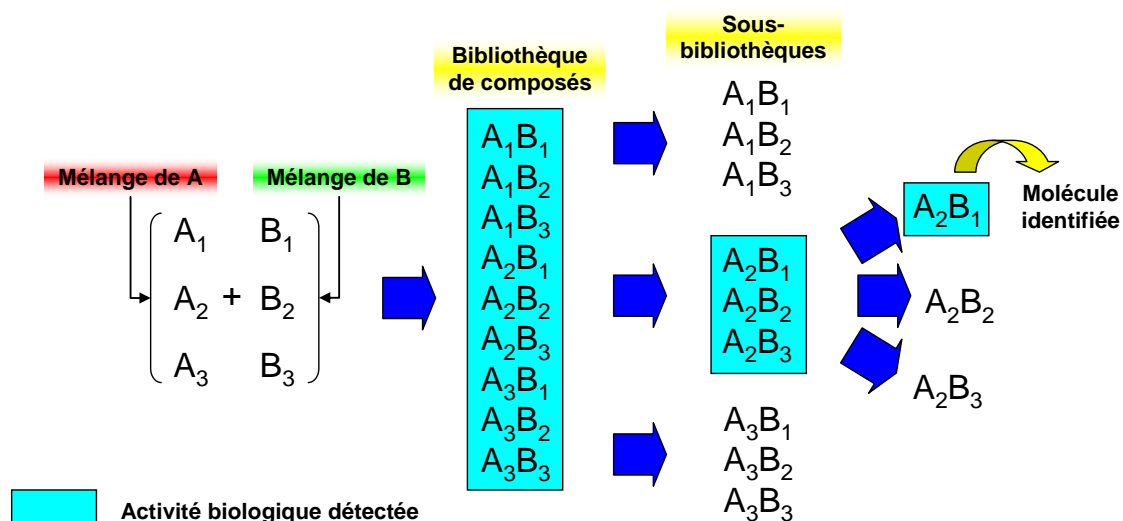 Sous-
bibliothèques
Bibliothèque
de composés
Mélange de A
Mélange de B
A₁ B₁
A₂ + B₂
A₃ B₃
A₁B₁
A₁B₂
A₁B₃
A₂B₁
A₂B₂
A₂B₃
A₃B₁
A₃B₂
A₃B₃
A₁B₁
A₁B₂
A₁B₃
A₂B₁
A₂B₂
A₂B₃
A₃B₁
A₃B₂
A₃B₃
A₂B₁
A₂B₂
A₂B₃
Molécule
identifiée
Activité biologique détectée